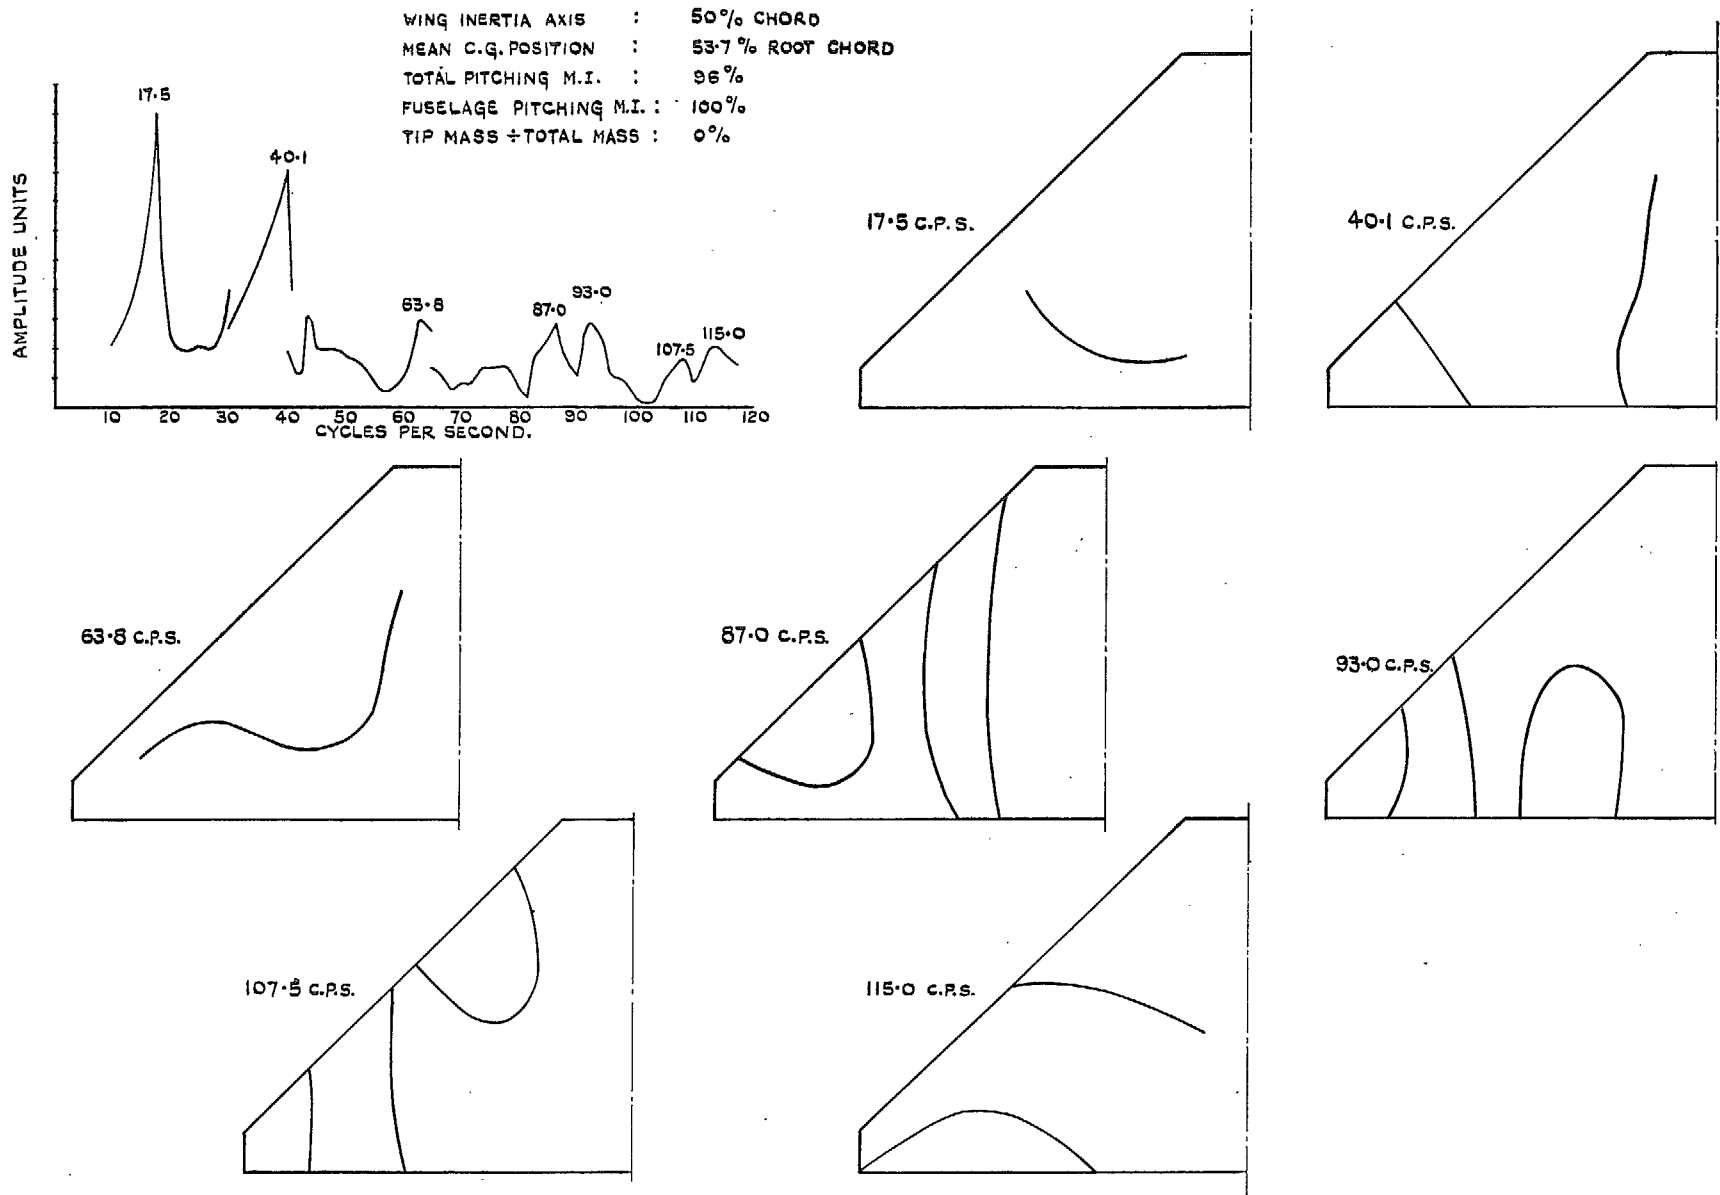 WING INERTIA AXIS : 50% CHORD
MEAN C.G. POSITION : 53·7% ROOT CHORD
TOTAL PITCHING M.I. : 96%
FUSELAGE PITCHING M.I. : 100%
TIP MASS ÷ TOTAL MASS : 0%
AMPLITUDE UNITS
17·5
40·1
63·8
87·0
93·0
107·5
115·0
10 20 30 40 50 60 70 80 90 100 110 120
CYCLES PER SECOND.
17·5 C.P.S.
40·1 C.P.S.
63·8 C.P.S.
87·0 C.P.S.
93·0 C.P.S.
107·5 C.P.S.
115·0 C.P.S.